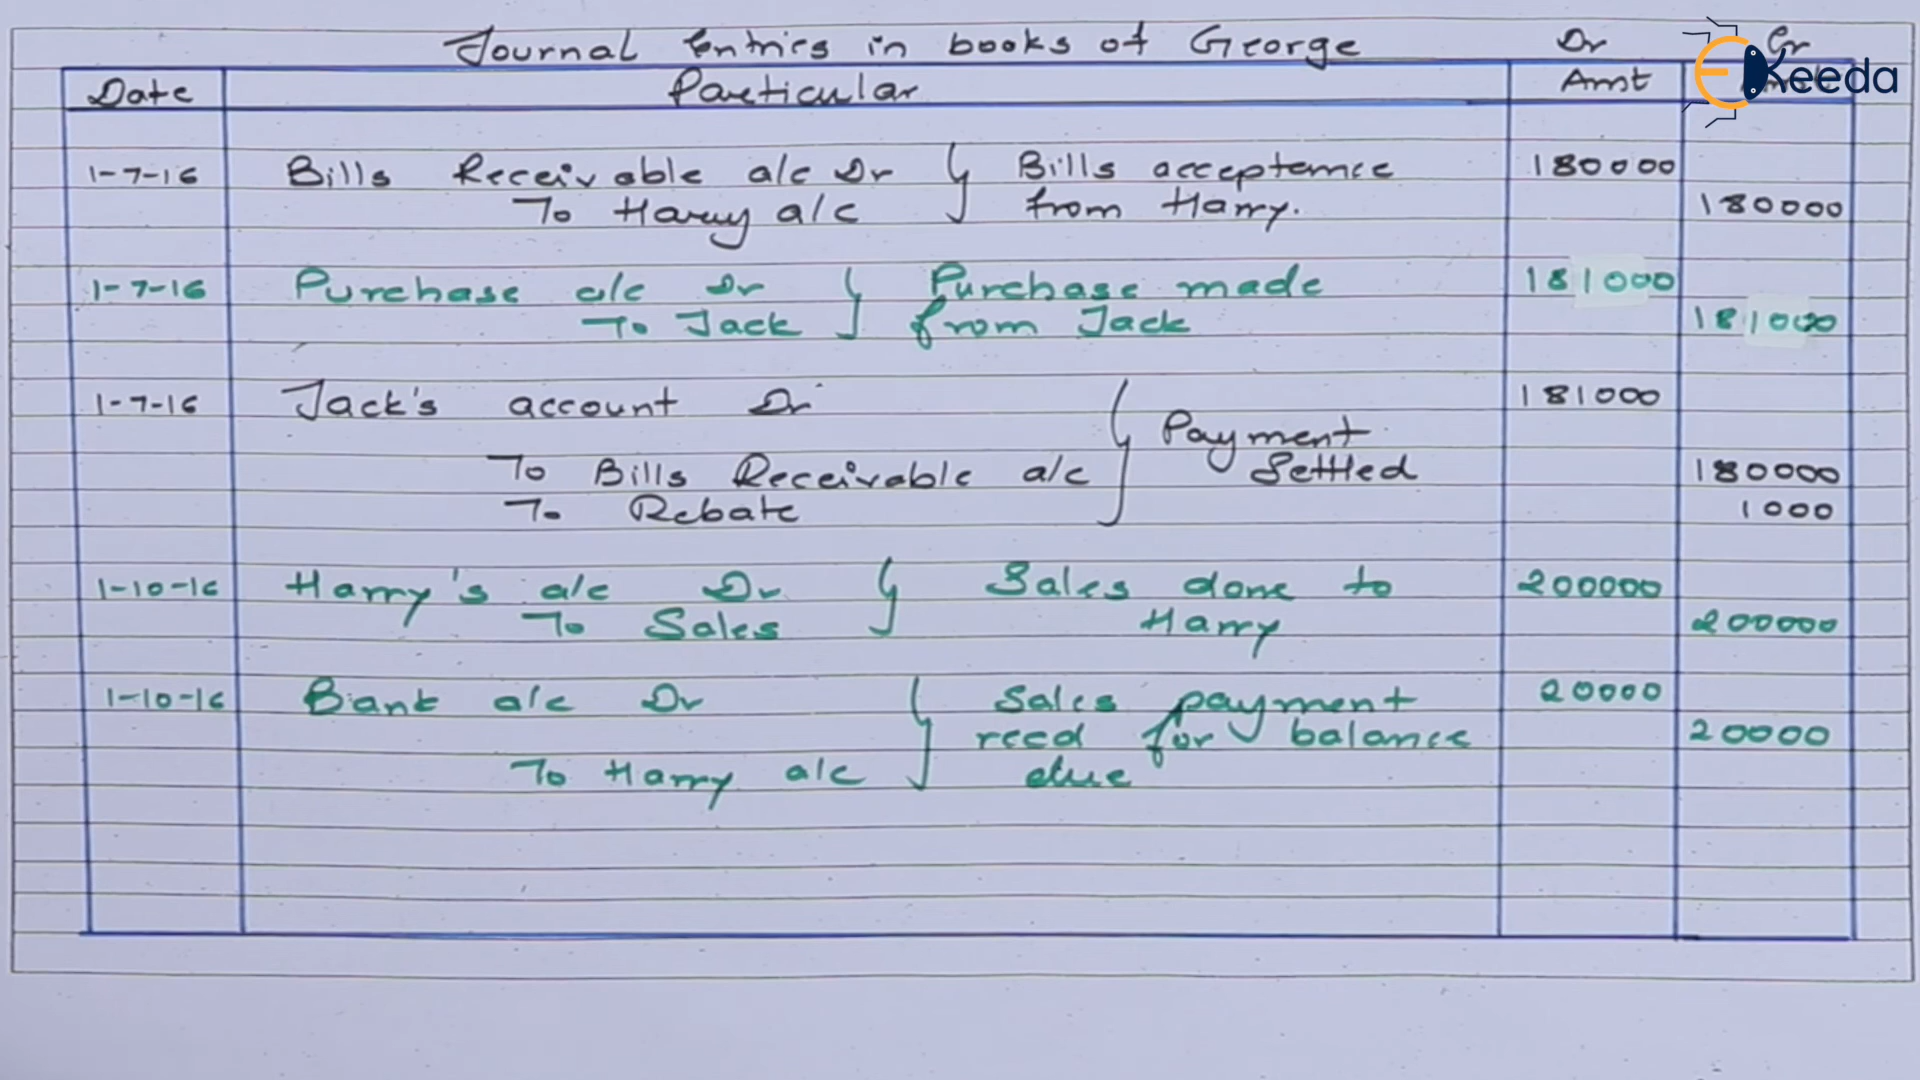 Journal Entries in books of George Dr Cr
Date Particular Amt
1-7-16 Bills Receivable a/c Dr } Bills acceptance 180000
To Harry a/c from Harry. 180000
1-7-16 Purchase a/c Dr } Purchase made 181000
To Jack from Jack 181000
1-7-16 Jack's account Dr 181000
} Payment
To Bills Receivable a/c Settled 180000
To Rebate 1000
1-10-16 Harry's a/c Dr } Sales done to 200000
To Sales Harry 200000
1-10-16 Bank a/c Dr } Sales payment 20000
recd for balance 20000
To Harry a/c due
EKeeda